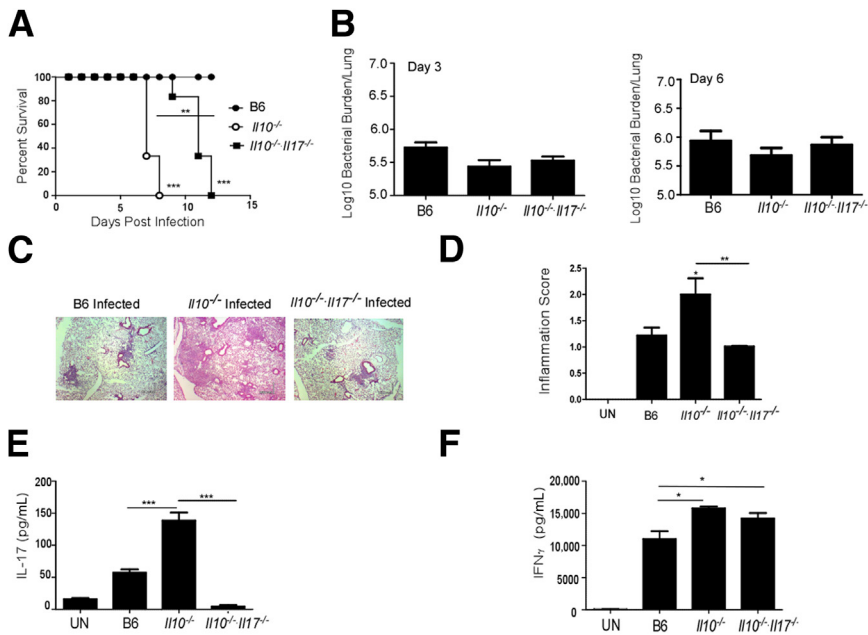 A
Percent Survival
100
80
60
40
20
0
0
5
10
15
Days Post Infection
**
***
***
B6
Il10-/-
Il10-/-.Il17-/-
B
Log10 Bacterial Burden/Lung
Day 3
7.0
6.5
6.0
5.5
5.0
B6
Il10-/-
Il10-/-.Il17-/-
Log10 Bacterial Burden/Lung
Day 6
7.0
6.5
6.0
5.5
5.0
B6
Il10-/-
Il10-/-.Il17-/-
C
B6 Infected
Il10-/- Infected
Il10-/-.Il17-/- Infected
D
Inflammation Score
2.5
2.0
1.5
1.0
0.5
0.0
*
**
UN
B6
Il10-/-
Il10-/-.Il17-/-
E
IL-17 (pg/mL)
200
150
100
50
0
***
***
UN
B6
Il10-/-
Il10-/-.Il17-/-
F
IFNγ (pg/mL)
20,000
15,000
10,000
5000
0
*
*
UN
B6
Il10-/-
Il10-/-.Il17-/-